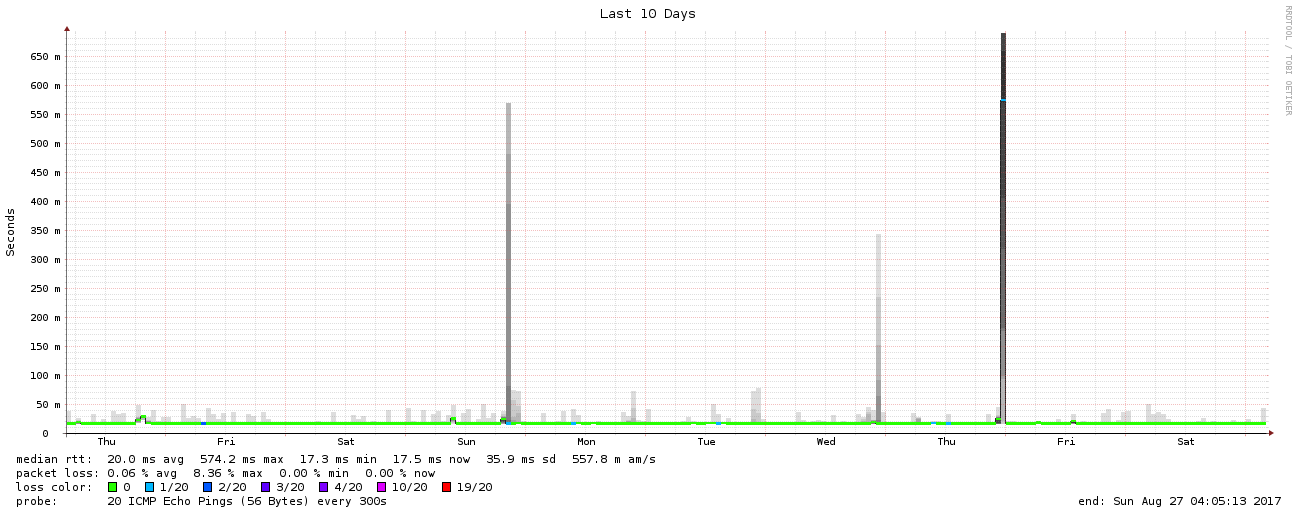 Last 10 Days
RRDTOOL / TOBI OETIKER
Seconds
650 m
600 m
550 m
500 m
450 m
400 m
350 m
300 m
250 m
200 m
150 m
100 m
50 m
0
Thu Fri Sat Sun Mon Tue Wed Thu Fri Sat
median rtt: 20.0 ms avg 574.2 ms max 17.3 ms min 17.5 ms now 35.9 ms sd 557.8 m am/s
packet loss: 0.06 % avg 8.36 % max 0.00 % min 0.00 % now
loss color: 0 1/20 2/20 3/20 4/20 10/20 19/20
probe: 20 ICMP Echo Pings (56 Bytes) every 300s end: Sun Aug 27 04:05:13 2017